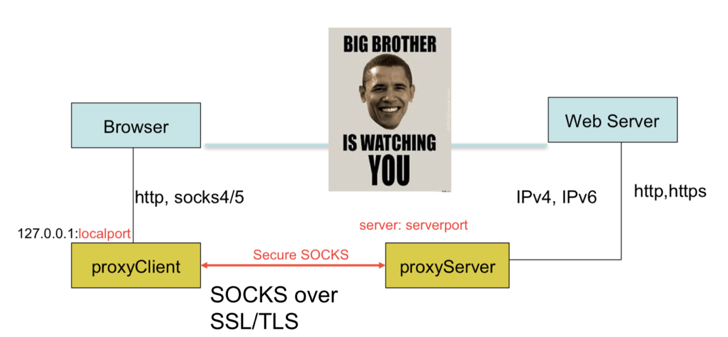 BIG BROTHER
IS WATCHING
YOU
Browser
Web Server
http, socks4/5
IPv4, IPv6
http,https
127.0.0.1:localport
server: serverport
proxyClient
Secure SOCKS
proxyServer
SOCKS over
SSL/TLS